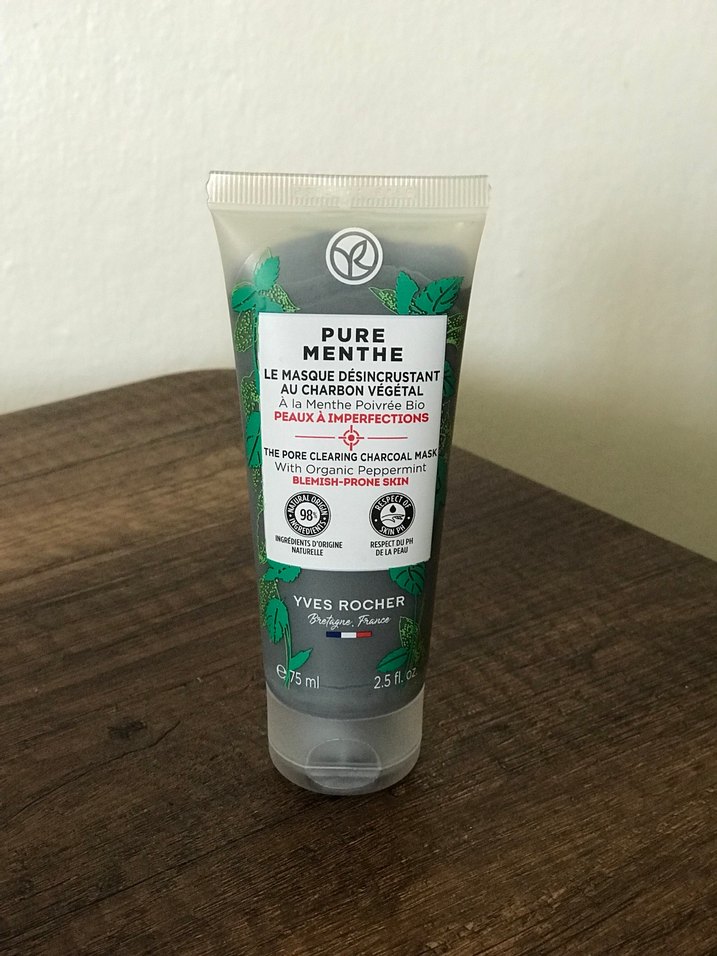 PURE
MENTHE
LE MASQUE DÉSINCRUSTANT
AU CHARBON VÉGÉTAL
À la Menthe Poivrée Bio
PEAUX À IMPERFECTIONS
THE PORE CLEARING CHARCOAL MASK
With Organic Peppermint
BLEMISH-PRONE SKIN
NATURAL ORIGIN
98%
INGREDIENTS
RESPECT OF
SKIN PH
INGRÉDIENTS D'ORIGINE
NATURELLE
RESPECT DU PH
DE LA PEAU
YVES ROCHER
Bretagne, France
℮ 75 ml
2.5 fl. oz